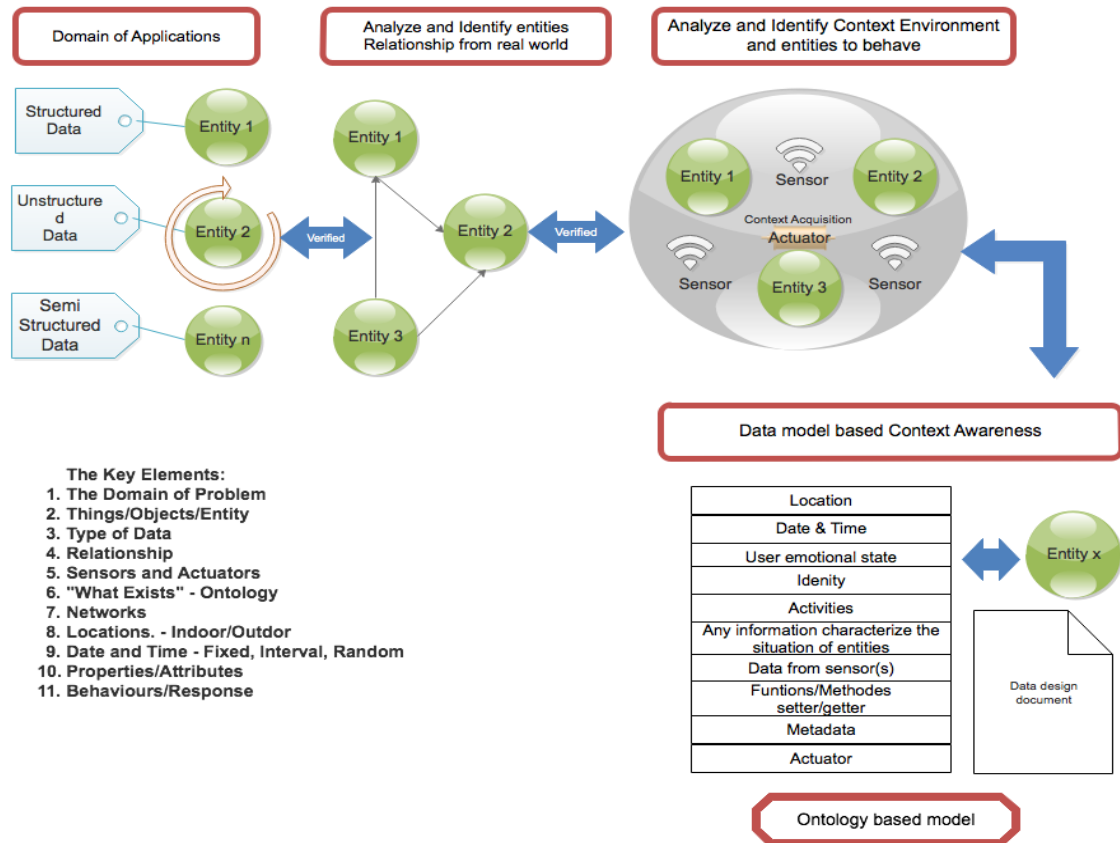 Domain of Applications
Analyze and Identify entities
Relationship from real world
Analyze and Identify Context Environment
and entities to behave
Structured
Data
Entity 1
Unstructure
d
Data
Entity 2
Semi
Structured
Data
Entity n
Verified
Entity 1
Entity 2
Entity 3
Verified
Entity 1
Sensor
Entity 2
Context Acquisition
Actuator
Sensor
Entity 3
Sensor
Data model based Context Awareness
The Key Elements:
1. The Domain of Problem
2. Things/Objects/Entity
3. Type of Data
4. Relationship
5. Sensors and Actuators
6. "What Exists" - Ontology
7. Networks
8. Locations. - Indoor/Outdor
9. Date and Time - Fixed, Interval, Random
10. Properties/Attributes
11. Behaviours/Response
Location
Date & Time
User emotional state
Idenity
Activities
Any information characterize the
situation of entities
Data from sensor(s)
Funtions/Methodes
setter/getter
Metadata
Actuator
Entity x
Data design
document
Ontology based model